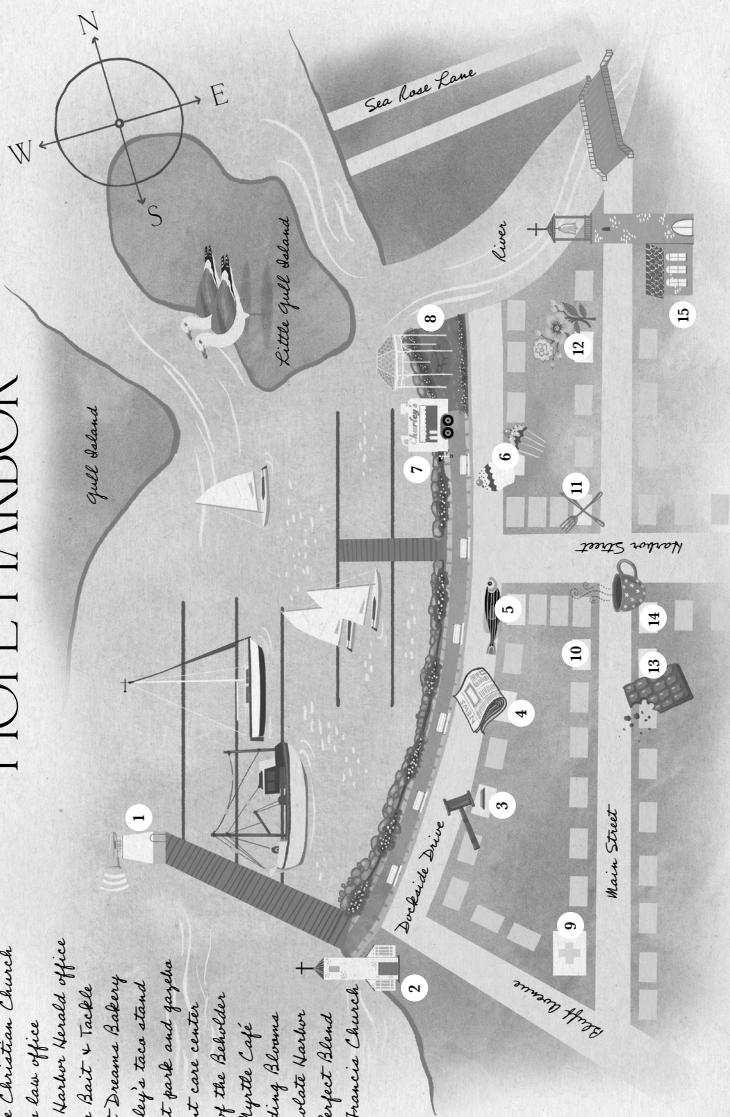 HOPE HARBOR
Christian Church
law office
Harbor Herald office
Bait & Tackle
Dreams Bakery
taco stand
park and gazebo
care center
of the Beholder
Myrtle Café
Blooms
Harbor
Blend
Francis Church
N
E
S
W
Gull Island
Little Gull Island
Sea Rose Lane
River
Dockside Drive
Bluff Avenue
Main Street
Harbor Street
Charley's
NEWS
1
2
3
4
5
6
7
8
9
10
11
12
13
14
15